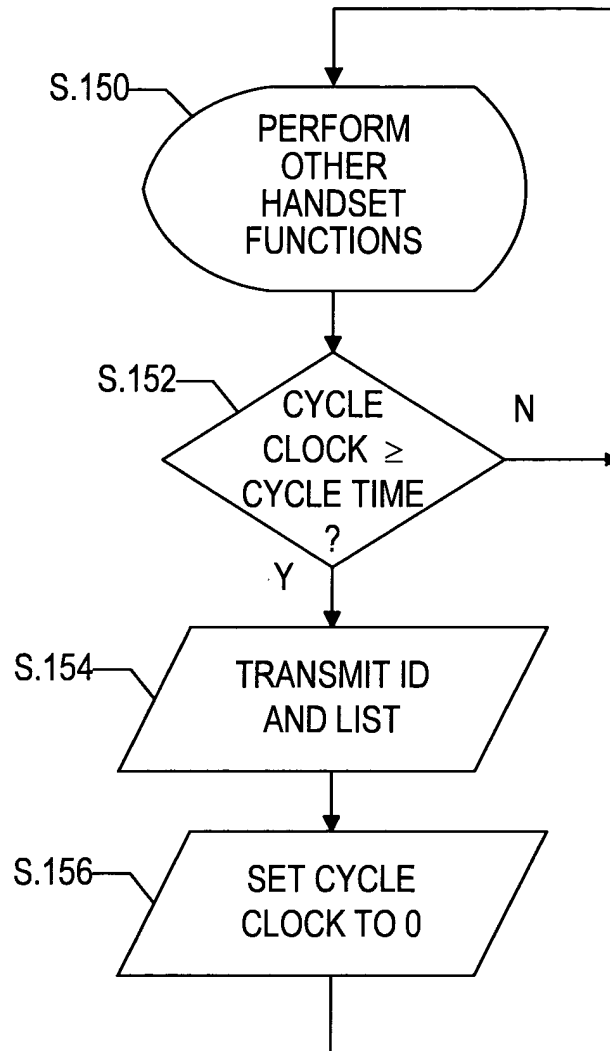 S.150
PERFORM
OTHER
HANDSET
FUNCTIONS
S.152
CYCLE
CLOCK ≥
CYCLE TIME
?
N
Y
S.154
TRANSMIT ID
AND LIST
S.156
SET CYCLE
CLOCK TO 0